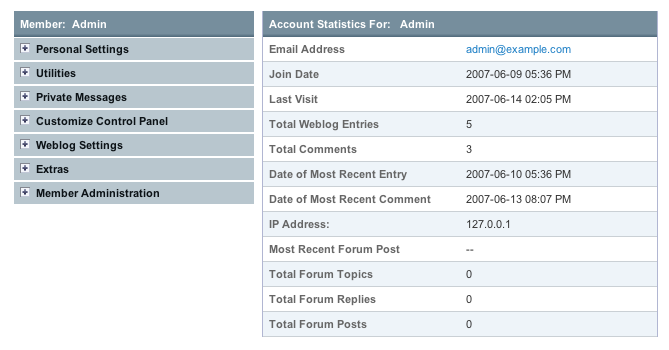 Member: Admin
Personal Settings
Utilities
Private Messages
Customize Control Panel
Weblog Settings
Extras
Member Administration
Account Statistics For: Admin
Email Address admin@example.com
Join Date 2007-06-09 05:36 PM
Last Visit 2007-06-14 02:05 PM
Total Weblog Entries 5
Total Comments 3
Date of Most Recent Entry 2007-06-10 05:36 PM
Date of Most Recent Comment 2007-06-13 08:07 PM
IP Address: 127.0.0.1
Most Recent Forum Post --
Total Forum Topics 0
Total Forum Replies 0
Total Forum Posts 0